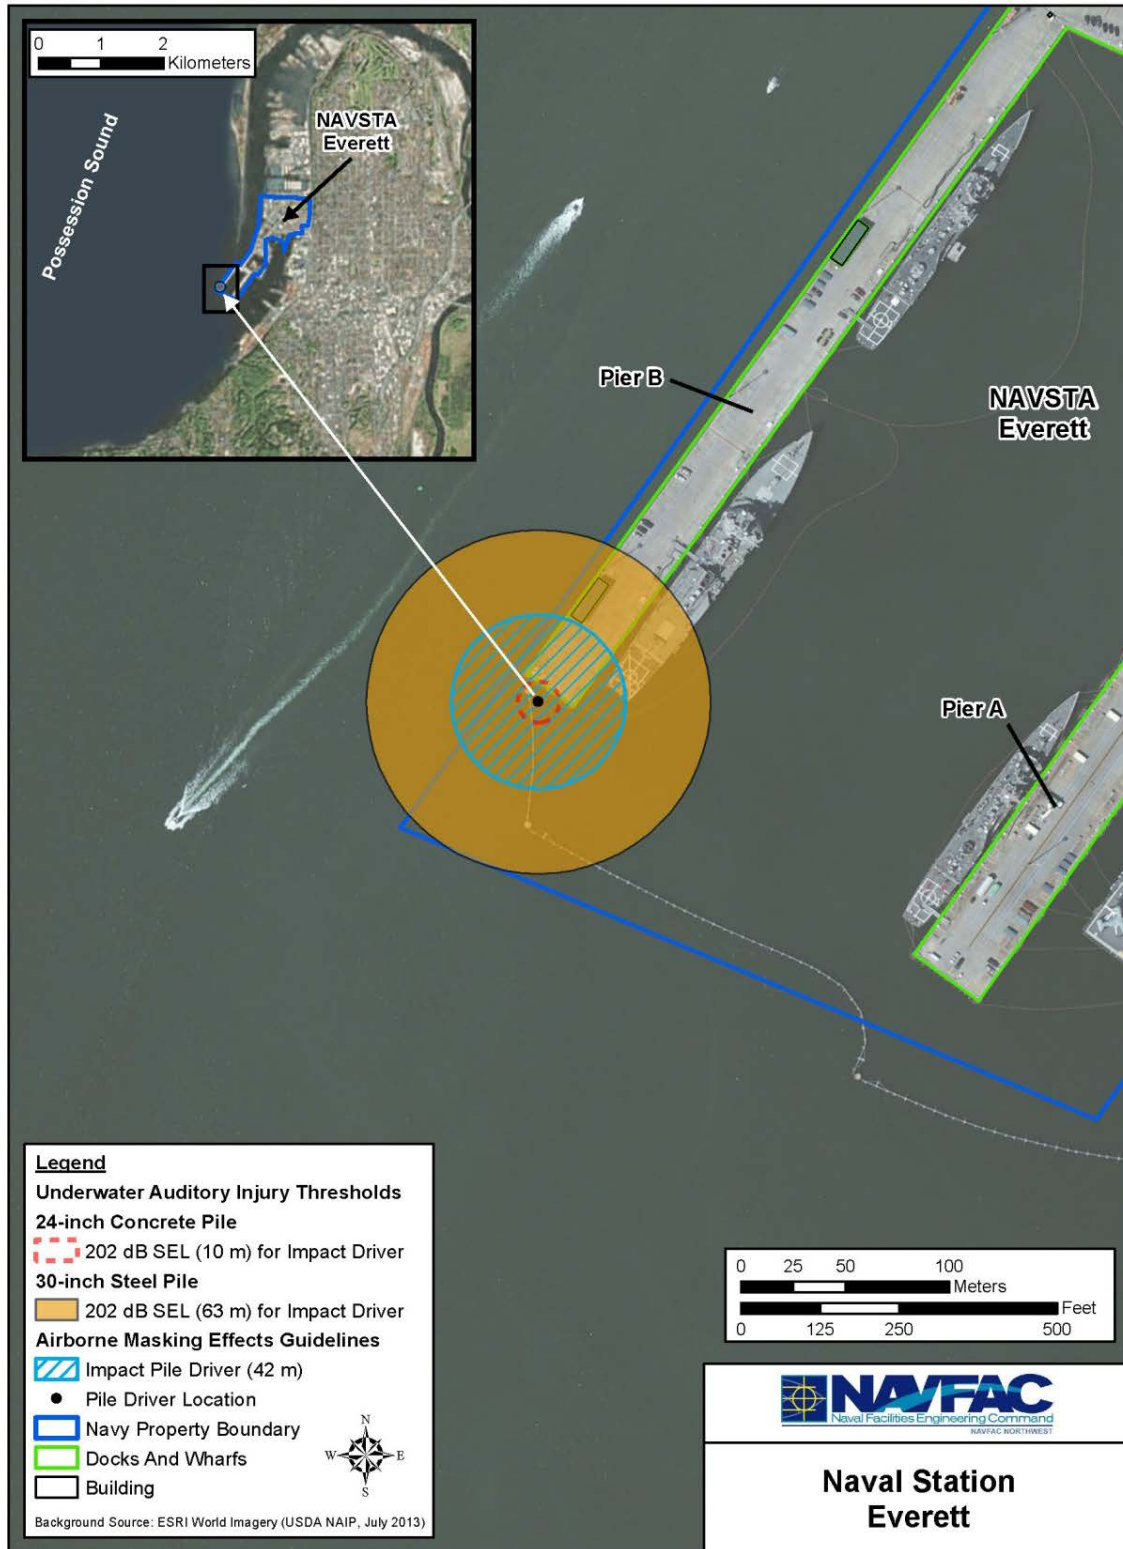 0 1 2
Kilometers
Possession Sound
NAVSTA
Everett
Pier B
NAVSTA
Everett
Pier A
Legend
Underwater Auditory Injury Thresholds
24-inch Concrete Pile
202 dB SEL (10 m) for Impact Driver
30-inch Steel Pile
202 dB SEL (63 m) for Impact Driver
Airborne Masking Effects Guidelines
Impact Pile Driver (42 m)
Pile Driver Location
Navy Property Boundary
Docks And Wharfs
Building
N
W E
S
Background Source: ESRI World Imagery (USDA NAIP, July 2013)
0 25 50 100
Meters
Feet
0 125 250 500
NAVFAC
Naval Facilities Engineering Command
NAVFAC NORTHWEST
Naval Station
Everett